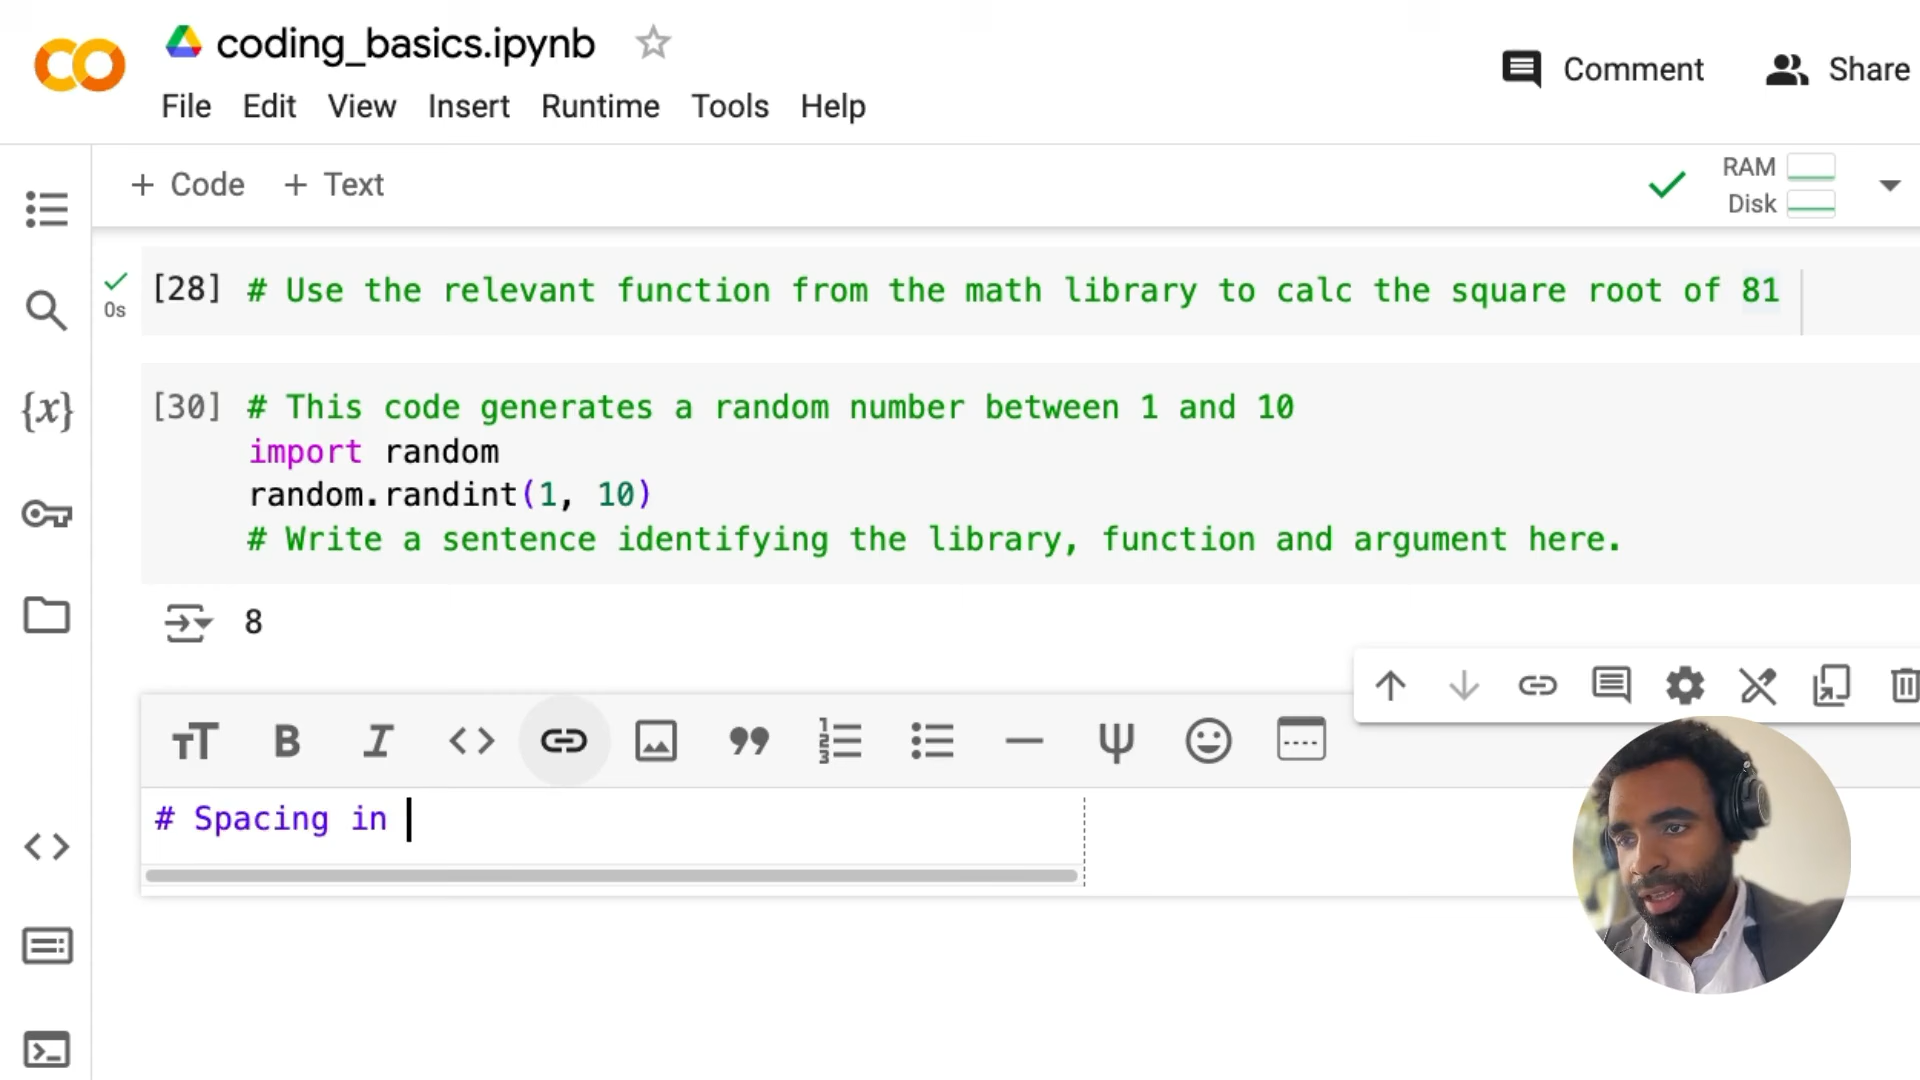 coding_basics.ipynb
File Edit View Insert Runtime Tools Help
Comment
Share
+ Code + Text
RAM
Disk
0s
[28] # Use the relevant function from the math library to calc the square root of 81
[30] # This code generates a random number between 1 and 10
import random
random.randint(1, 10)
# Write a sentence identifying the library, function and argument here.
8
# Spacing in